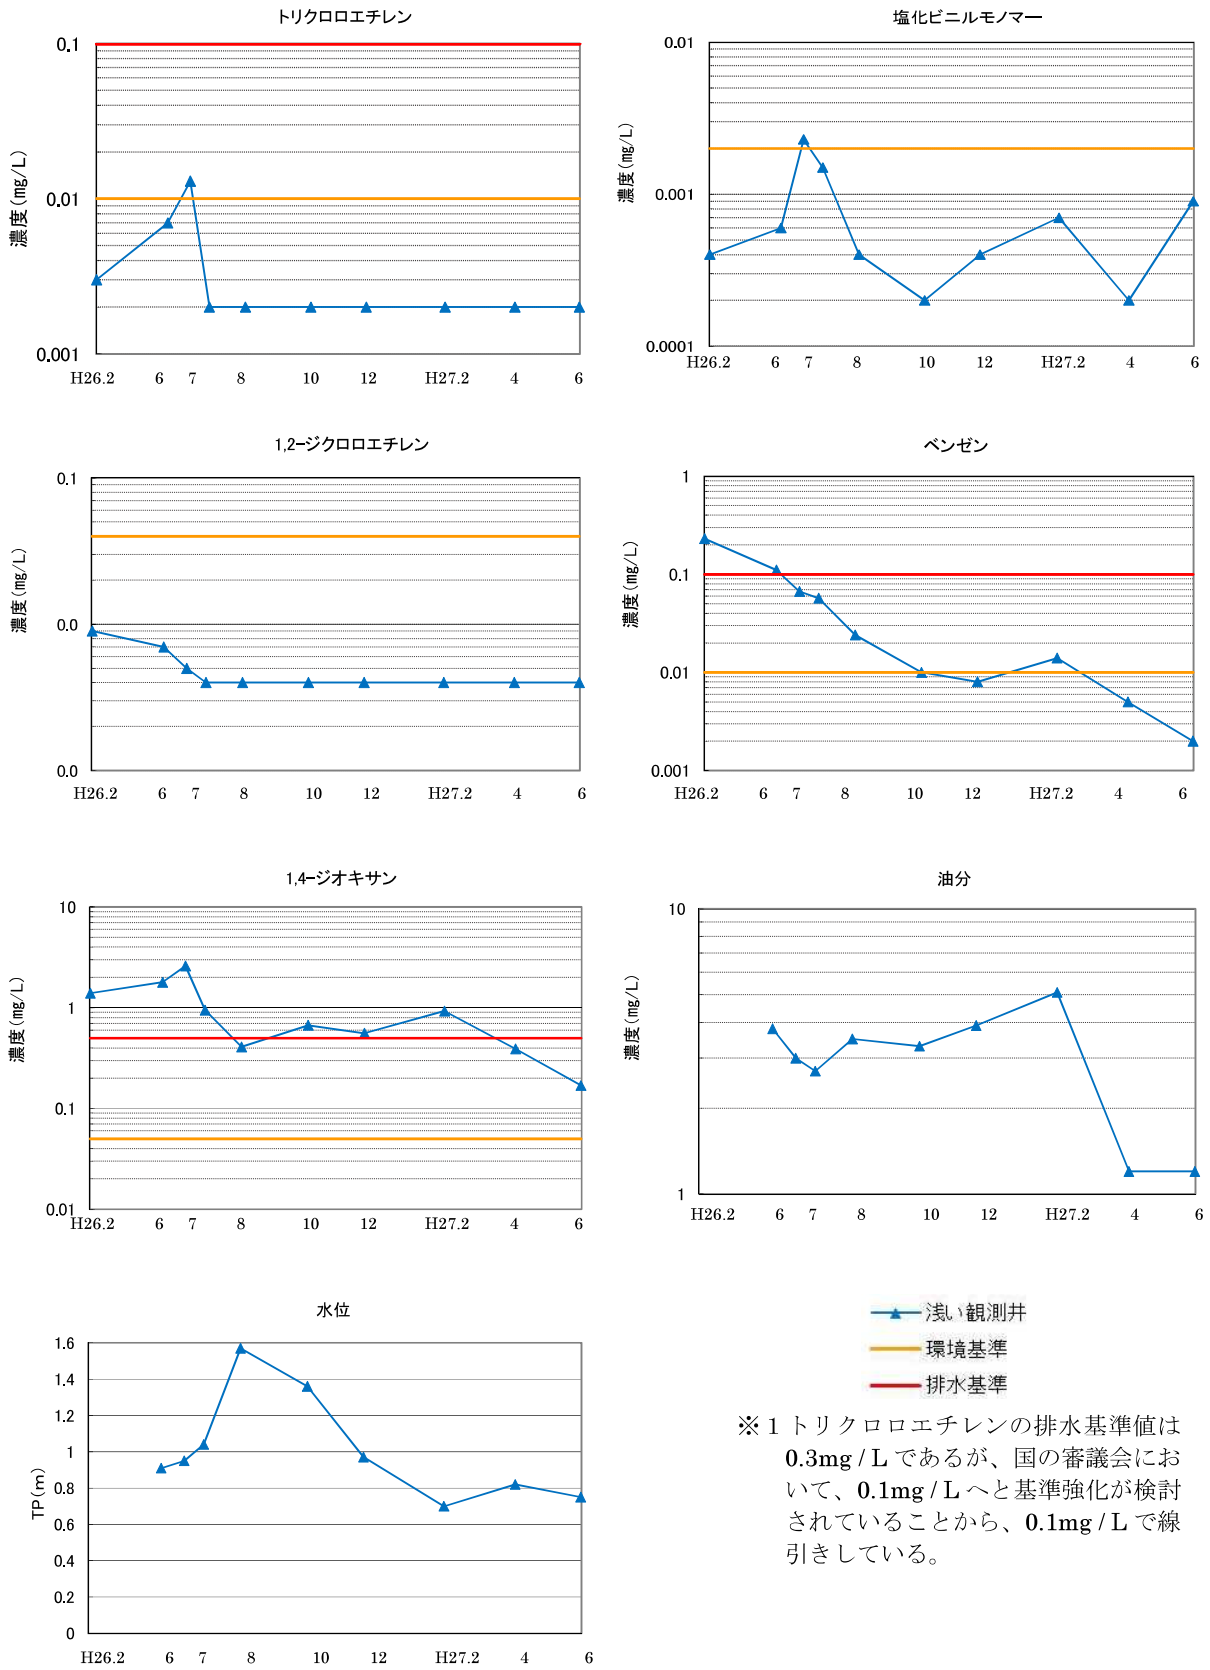 トリクロロエチレン
濃度(mg/L)
0.1
0.01
0.001
H26.2 6 7 8 10 12 H27.2 4 6
塩化ビニルモノマー
濃度(mg/L)
0.01
0.001
0.0001
H26.2 6 7 8 10 12 H27.2 4 6
1,2-ジクロロエチレン
濃度(mg/L)
0.1
0.0
0.0
H26.2 6 7 8 10 12 H27.2 4 6
ベンゼン
濃度(mg/L)
1
0.1
0.01
0.001
H26.2 6 7 8 10 12 H27.2 4 6
1,4-ジオキサン
濃度(mg/L)
10
1
0.1
0.01
H26.2 6 7 8 10 12 H27.2 4 6
油分
濃度(mg/L)
10
1
H26.2 6 7 8 10 12 H27.2 4 6
水位
TP(m)
1.6
1.4
1.2
1
0.8
0.6
0.4
0.2
0
H26.2 6 7 8 10 12 H27.2 4 6
浅い観測井
環境基準
排水基準
※1トリクロロエチレンの排水基準値は
0.3mg / L であるが、国の審議会にお
いて、0.1mg / L へと基準強化が検討
されていることから、0.1mg / L で線
引きしている。